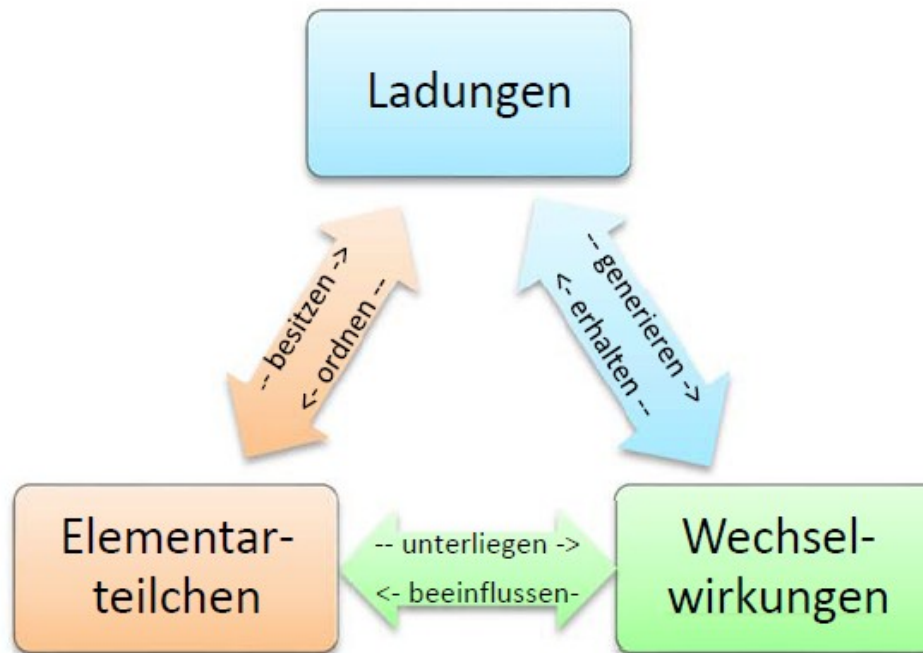 Ladungen
-- besitzen ->
<- ordnen --
-- generieren ->
<- erhalten --
Elementar-
teilchen
-- unterliegen ->
<- beeinflussen-
Wechsel-
wirkungen